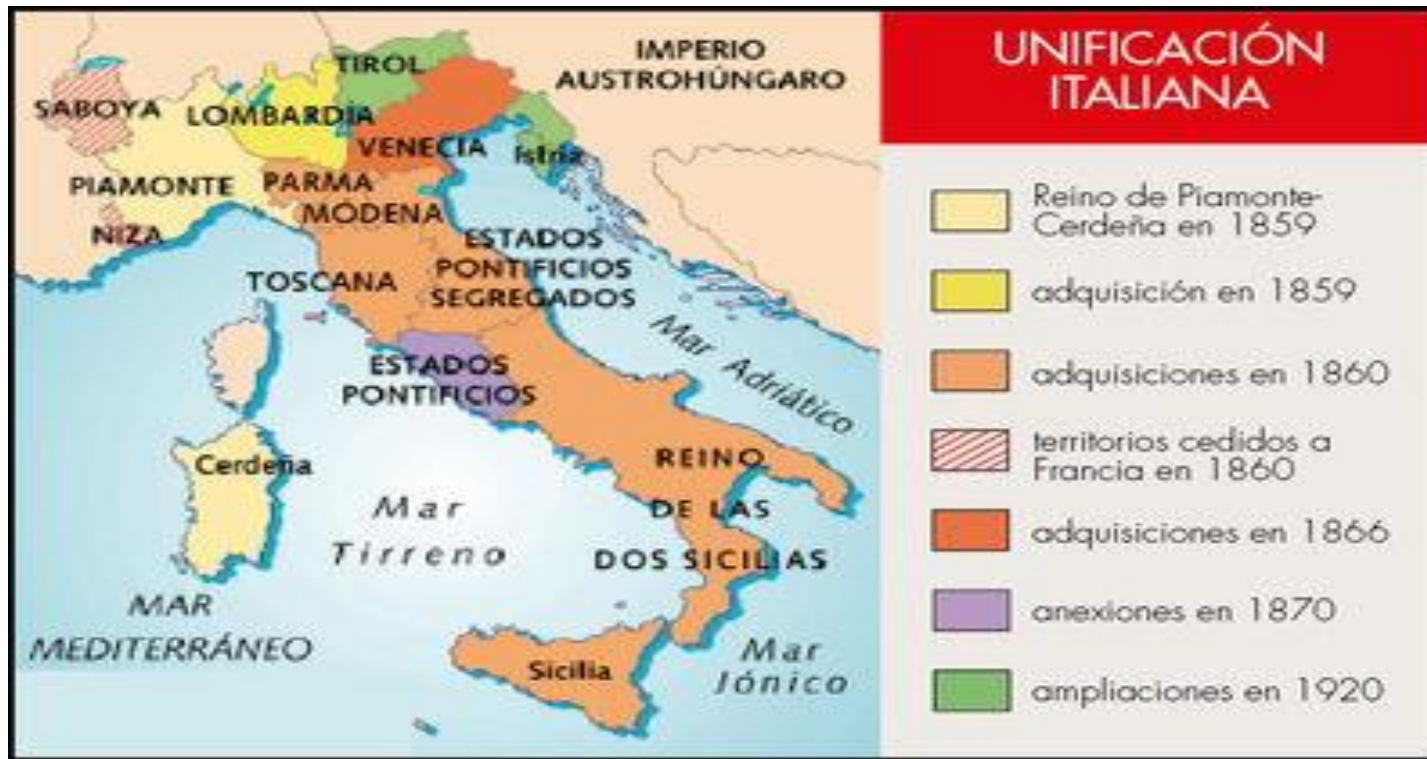 TIROL
IMPERIO
AUSTROHÚNGARO
SABOYA
LOMBARDÍA
VENECIA
Istria
PIAMONTE
PARMA
MÓDENA
NIZA
ESTADOS
PONTIFICIOS
SEGREGADOS
TOSCANA
Mar Adriático
ESTADOS
PONTIFICIOS
Cerdeña
REINO
DE LAS
DOS SICILIAS
Mar
Tirreno
MAR
MEDITERRÁNEO
Sicilia
Mar
Jónico
UNIFICACIÓN
ITALIANA
Reino de Piamonte-
Cerdeña en 1859
adquisición en 1859
adquisiciones en 1860
territorios cedidos a
Francia en 1860
adquisiciones en 1866
anexiones en 1870
ampliaciones en 1920